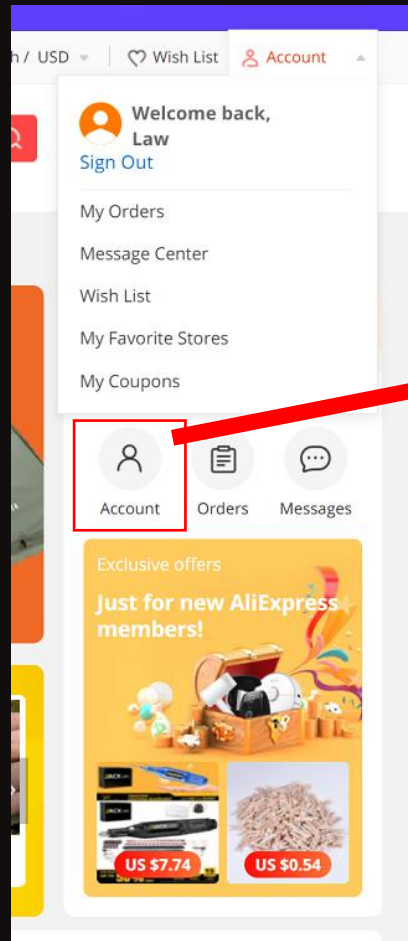 / USD
Wish List
Account
Welcome back,
Law
Sign Out
My Orders
Message Center
Wish List
My Favorite Stores
My Coupons
Account
Orders
Messages
Exclusive offers
Just for new AliExpress
members!
US $7.74
US $0.54